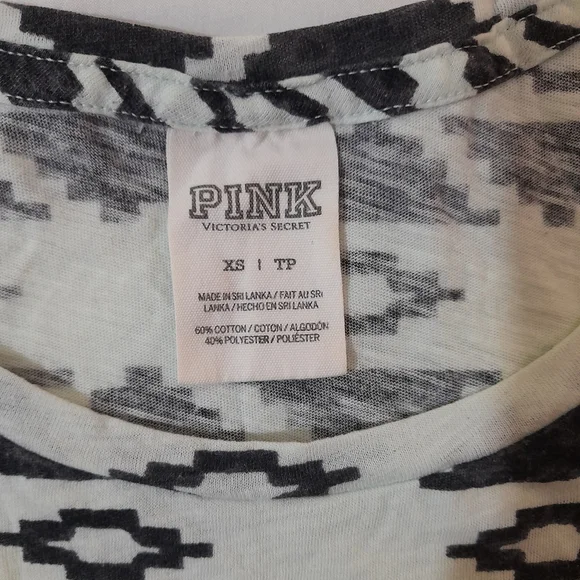 PINK
VICTORIA'S SECRET
XS | TP
MADE IN SRI LANKA / FAIT AU SRI
LANKA / HECHO EN SRI LANKA
60% COTTON / COTON / ALGODÓN
40% POLYESTER / POLIÉSTER